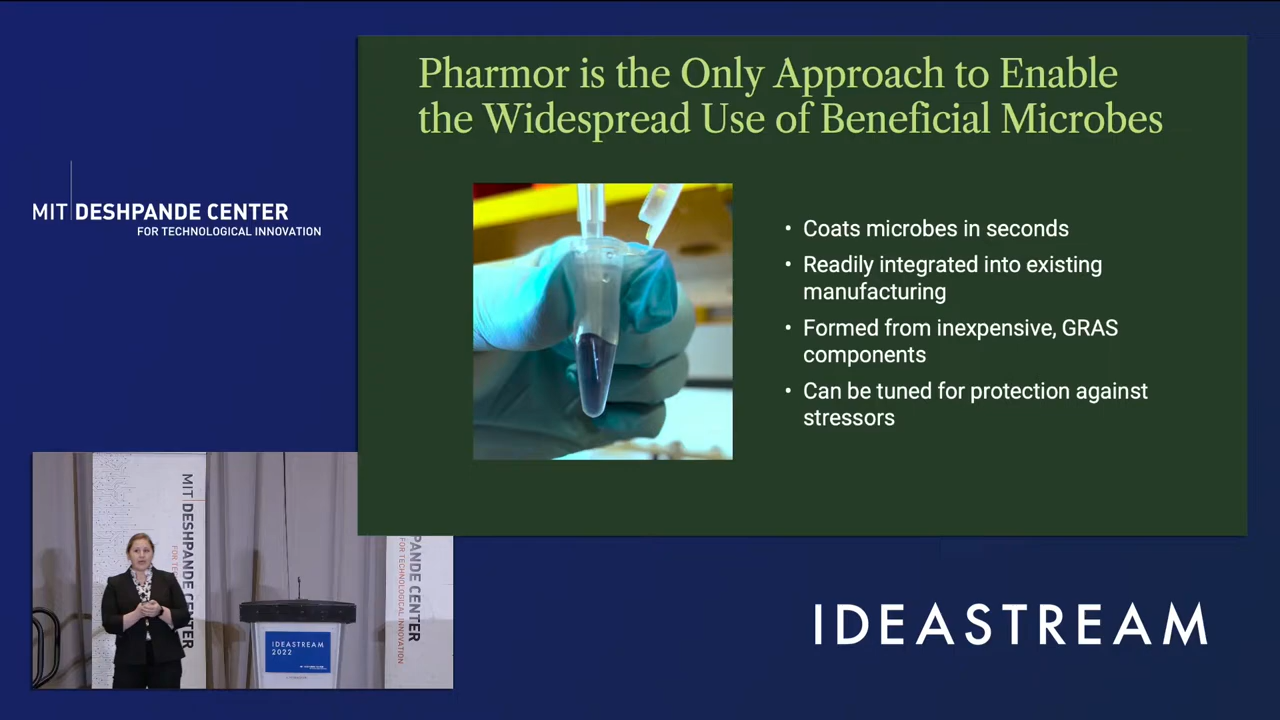 Pharmor is the Only Approach to Enable
the Widespread Use of Beneficial Microbes
MIT DESHPANDE CENTER
FOR TECHNOLOGICAL INNOVATION
• Coats microbes in seconds
• Readily integrated into existing
manufacturing
• Formed from inexpensive, GRAS
components
• Can be tuned for protection against
stressors
MIT DESHPANDE CENTER
FOR TEC
PANDE CENTER
FOR TECHNOLOGICAL INNOVATION
IDEASTREAM
2022
IDEASTREAM